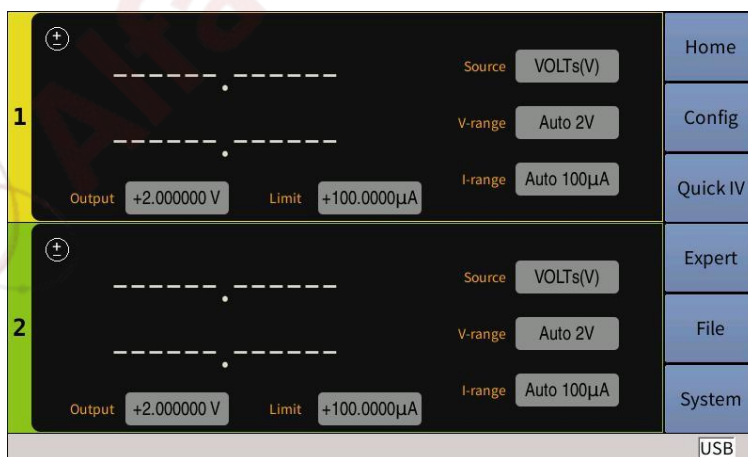 Home
Config
Quick IV
Expert
File
System
1
± Source VOLTs(V)
-----.-----
V-range Auto 2V
-----.-----
I-range Auto 100µA
Output +2.000000 V Limit +100.0000µA
2
± Source VOLTs(V)
-----.-----
V-range Auto 2V
-----.-----
I-range Auto 100µA
Output +2.000000 V Limit +100.0000µA
USB
Alfa